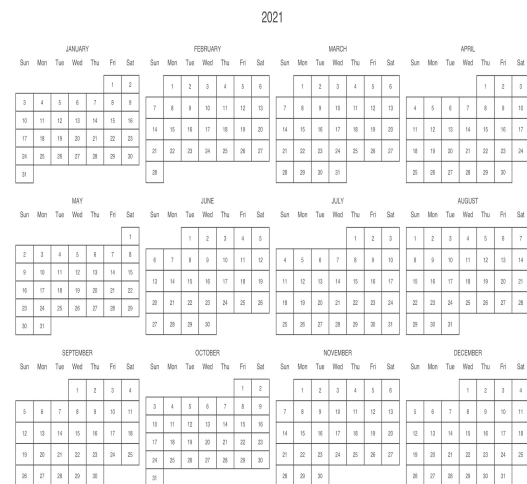 2021
JANUARY
Sun Mon Tue Wed Thu Fri Sat
1 2
3 4 5 6 7 8 9
10 11 12 13 14 15 16
17 18 19 20 21 22 23
24 25 26 27 28 29 30
31
FEBRUARY
Sun Mon Tue Wed Thu Fri Sat
1 2 3 4 5 6
7 8 9 10 11 12 13
14 15 16 17 18 19 20
21 22 23 24 25 26 27
28
MARCH
Sun Mon Tue Wed Thu Fri Sat
1 2 3 4 5 6
7 8 9 10 11 12 13
14 15 16 17 18 19 20
21 22 23 24 25 26 27
28 29 30 31
APRIL
Sun Mon Tue Wed Thu Fri Sat
1 2 3
4 5 6 7 8 9 10
11 12 13 14 15 16 17
18 19 20 21 22 23 24
25 26 27 28 29 30
MAY
Sun Mon Tue Wed Thu Fri Sat
1
2 3 4 5 6 7 8
9 10 11 12 13 14 15
16 17 18 19 20 21 22
23 24 25 26 27 28 29
30 31
JUNE
Sun Mon Tue Wed Thu Fri Sat
1 2 3 4 5
6 7 8 9 10 11 12
13 14 15 16 17 18 19
20 21 22 23 24 25 26
27 28 29 30
JULY
Sun Mon Tue Wed Thu Fri Sat
1 2 3
4 5 6 7 8 9 10
11 12 13 14 15 16 17
18 19 20 21 22 23 24
25 26 27 28 29 30 31
AUGUST
Sun Mon Tue Wed Thu Fri Sat
1 2 3 4 5 6 7
8 9 10 11 12 13 14
15 16 17 18 19 20 21
22 23 24 25 26 27 28
29 30 31
SEPTEMBER
Sun Mon Tue Wed Thu Fri Sat
1 2 3 4
5 6 7 8 9 10 11
12 13 14 15 16 17 18
19 20 21 22 23 24 25
26 27 28 29 30
OCTOBER
Sun Mon Tue Wed Thu Fri Sat
1 2
3 4 5 6 7 8 9
10 11 12 13 14 15 16
17 18 19 20 21 22 23
24 25 26 27 28 29 30
31
NOVEMBER
Sun Mon Tue Wed Thu Fri Sat
1 2 3 4 5 6
7 8 9 10 11 12 13
14 15 16 17 18 19 20
21 22 23 24 25 26 27
28 29 30
DECEMBER
Sun Mon Tue Wed Thu Fri Sat
1 2 3 4
5 6 7 8 9 10 11
12 13 14 15 16 17 18
19 20 21 22 23 24 25
26 27 28 29 30 31